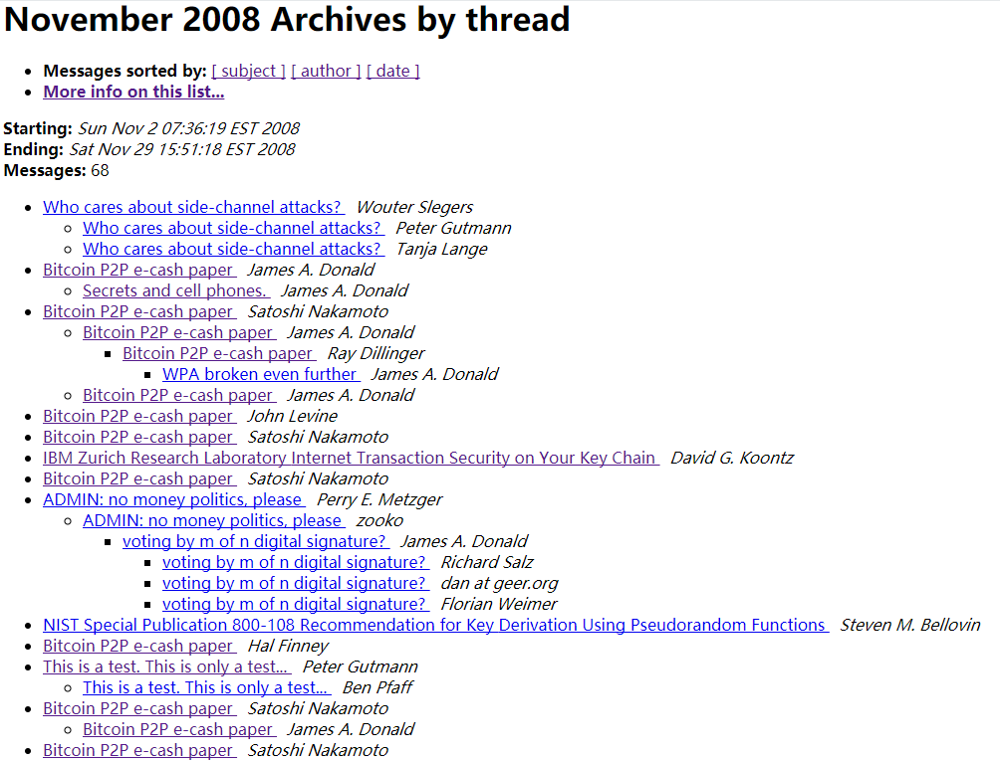 November 2008 Archives by thread
Messages sorted by: [ subject ] [ author ] [ date ]
More info on this list...
Starting: Sun Nov 2 07:36:19 EST 2008
Ending: Sat Nov 29 15:51:18 EST 2008
Messages: 68
Who cares about side-channel attacks? Wouter Slegers
Who cares about side-channel attacks? Peter Gutmann
Who cares about side-channel attacks? Tanja Lange
Bitcoin P2P e-cash paper James A. Donald
Secrets and cell phones. James A. Donald
Bitcoin P2P e-cash paper Satoshi Nakamoto
Bitcoin P2P e-cash paper James A. Donald
Bitcoin P2P e-cash paper Ray Dillinger
WPA broken even further James A. Donald
Bitcoin P2P e-cash paper James A. Donald
Bitcoin P2P e-cash paper John Levine
Bitcoin P2P e-cash paper Satoshi Nakamoto
IBM Zurich Research Laboratory Internet Transaction Security on Your Key Chain David G. Koontz
Bitcoin P2P e-cash paper Satoshi Nakamoto
ADMIN: no money politics, please Perry E. Metzger
ADMIN: no money politics, please zooko
voting by m of n digital signature? James A. Donald
voting by m of n digital signature? Richard Salz
voting by m of n digital signature? dan at geer.org
voting by m of n digital signature? Florian Weimer
NIST Special Publication 800-108 Recommendation for Key Derivation Using Pseudorandom Functions Steven M. Bellovin
Bitcoin P2P e-cash paper Hal Finney
This is a test. This is only a test... Peter Gutmann
This is a test. This is only a test... Ben Pfaff
Bitcoin P2P e-cash paper Satoshi Nakamoto
Bitcoin P2P e-cash paper James A. Donald
Bitcoin P2P e-cash paper Satoshi Nakamoto